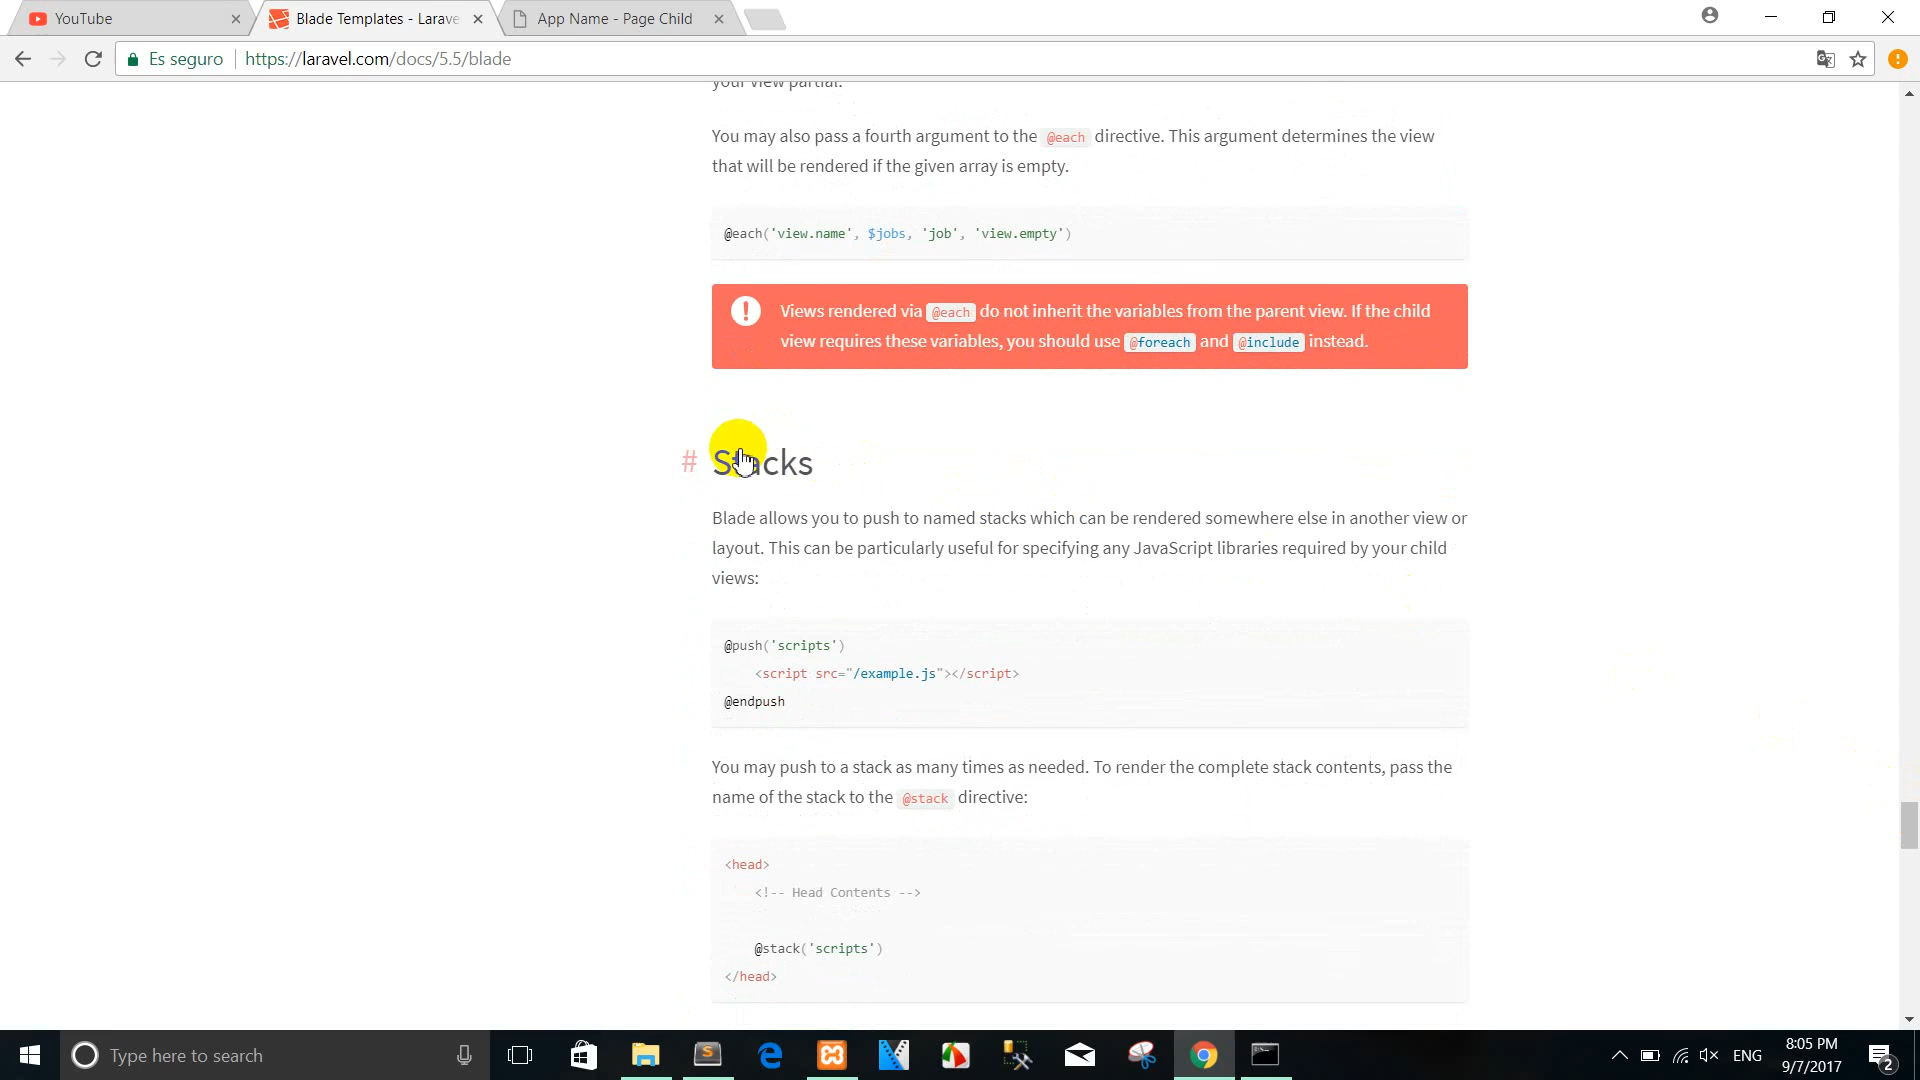 YouTube
Blade Templates - Larave
App Name - Page Child
Es seguro
https://laravel.com/docs/5.5/blade
your view partial.
You may also pass a fourth argument to the @each directive. This argument determines the view
that will be rendered if the given array is empty.
@each('view.name', $jobs, 'job', 'view.empty')
Views rendered via @each do not inherit the variables from the parent view. If the child
view requires these variables, you should use @foreach and @include instead.
# Stacks
Blade allows you to push to named stacks which can be rendered somewhere else in another view or
layout. This can be particularly useful for specifying any JavaScript libraries required by your child
views:
@push('scripts')
<script src="/example.js"></script>
@endpush
You may push to a stack as many times as needed. To render the complete stack contents, pass the
name of the stack to the @stack directive:
<head>
<!-- Head Contents -->
@stack('scripts')
</head>
Type here to search
ENG
8:05 PM
9/7/2017
2